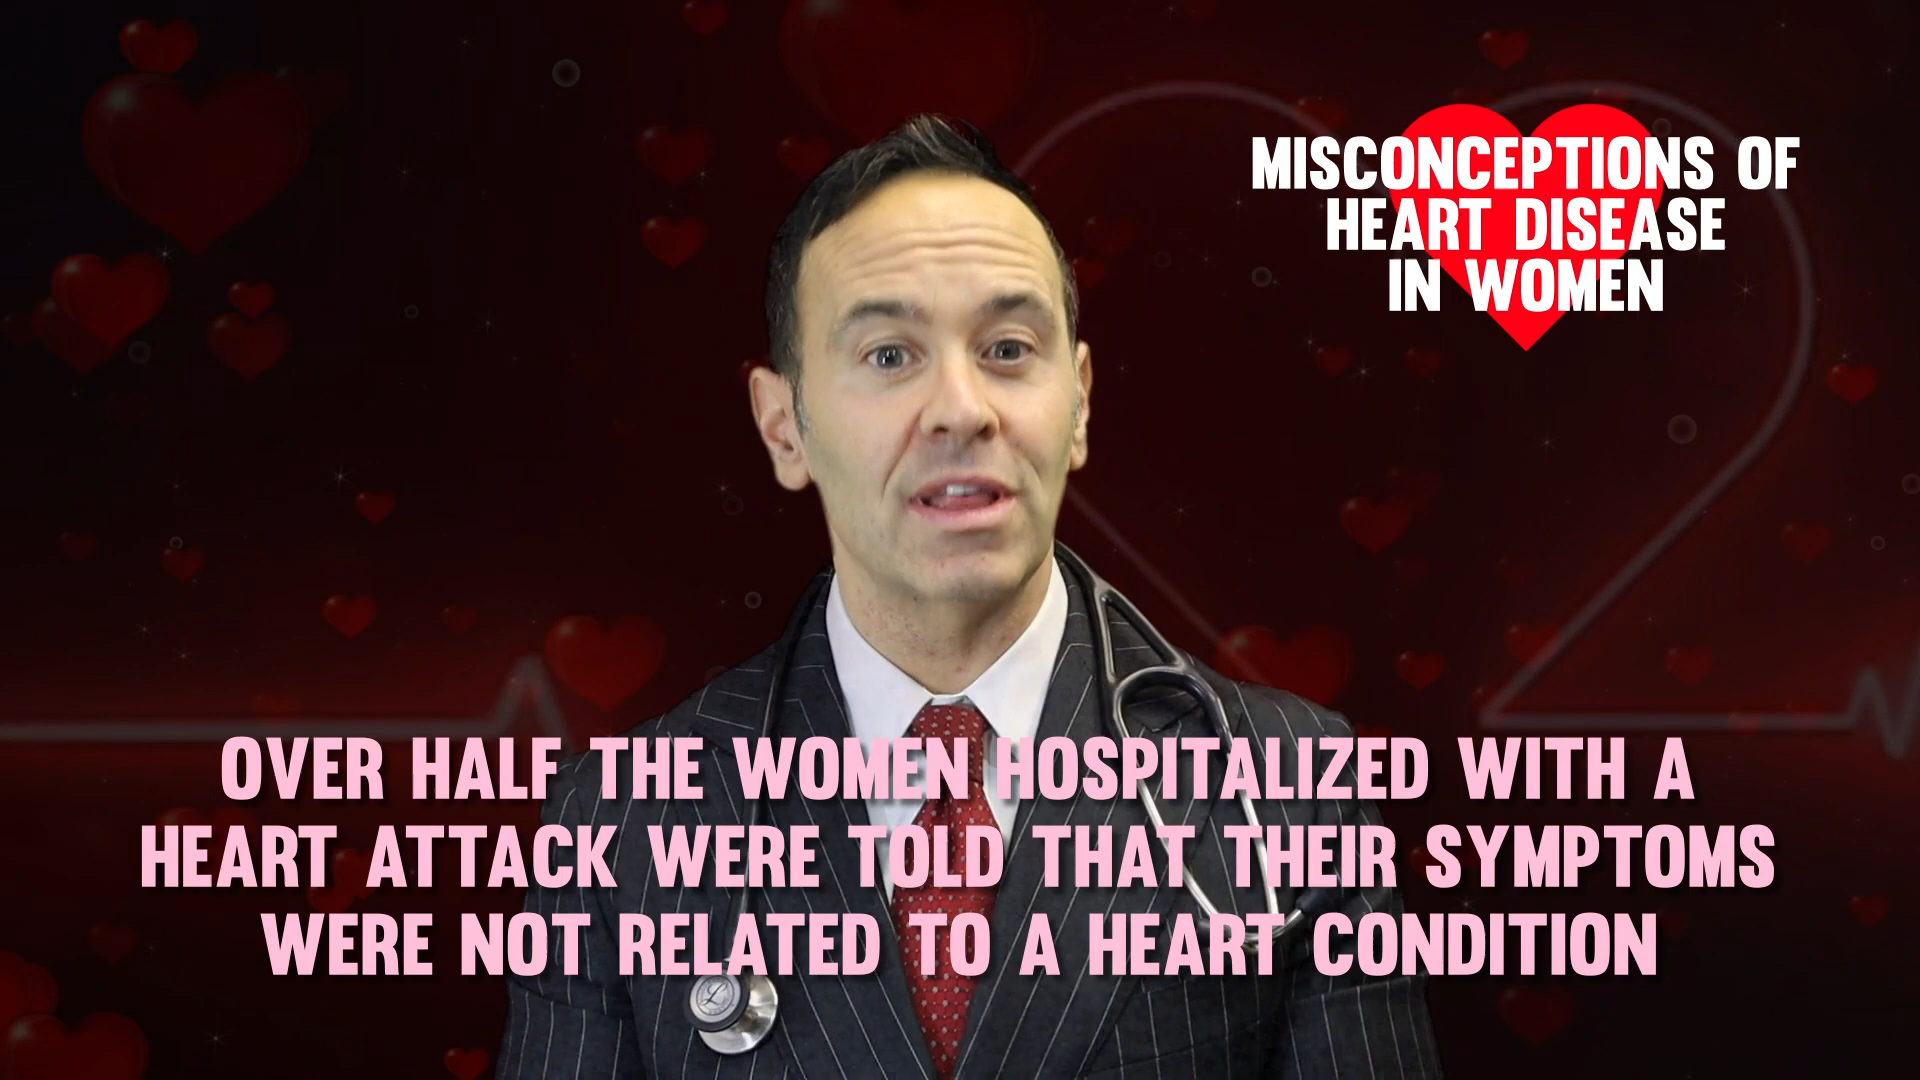 MISCONCEPTIONS OF
HEART DISEASE
IN WOMEN
OVER HALF THE WOMEN HOSPITALIZED WITH A
HEART ATTACK WERE TOLD THAT THEIR SYMPTOMS
WERE NOT RELATED TO A HEART CONDITION